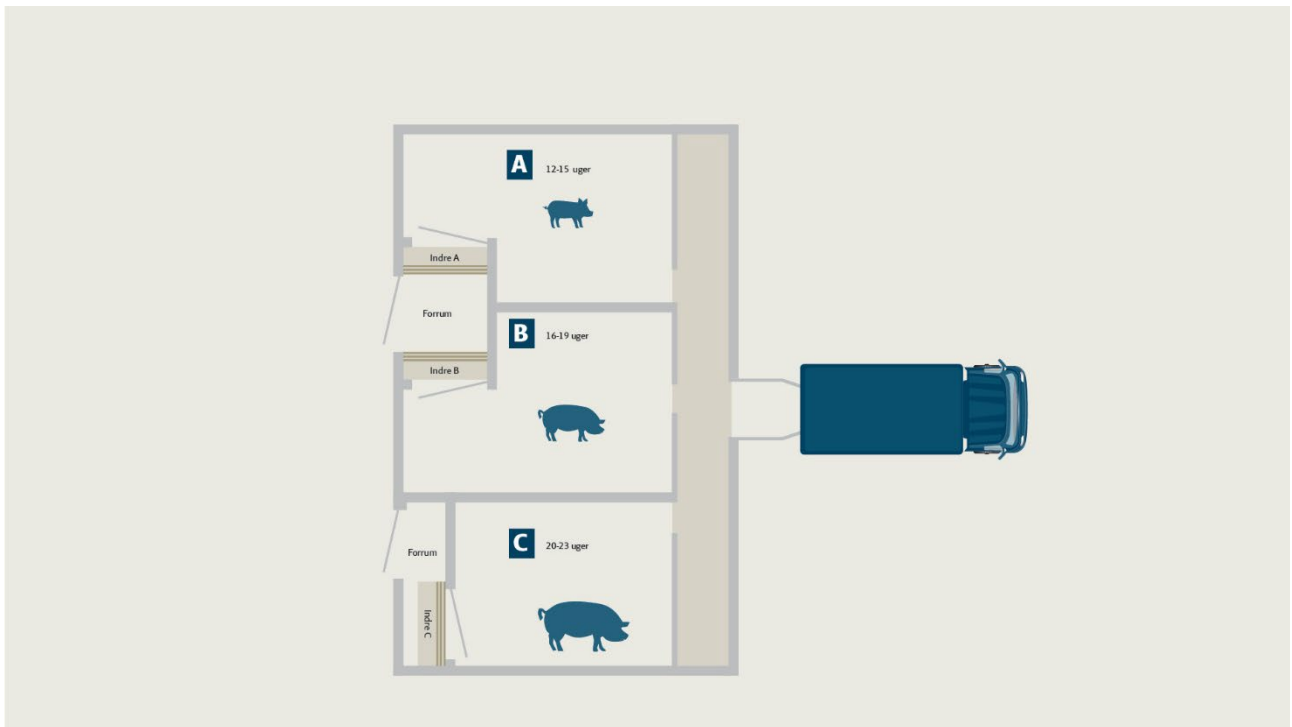 A
12-15 uger
Indre A
Forrum
B
16-19 uger
Indre B
C
20-23 uger
Forrum
Indre C